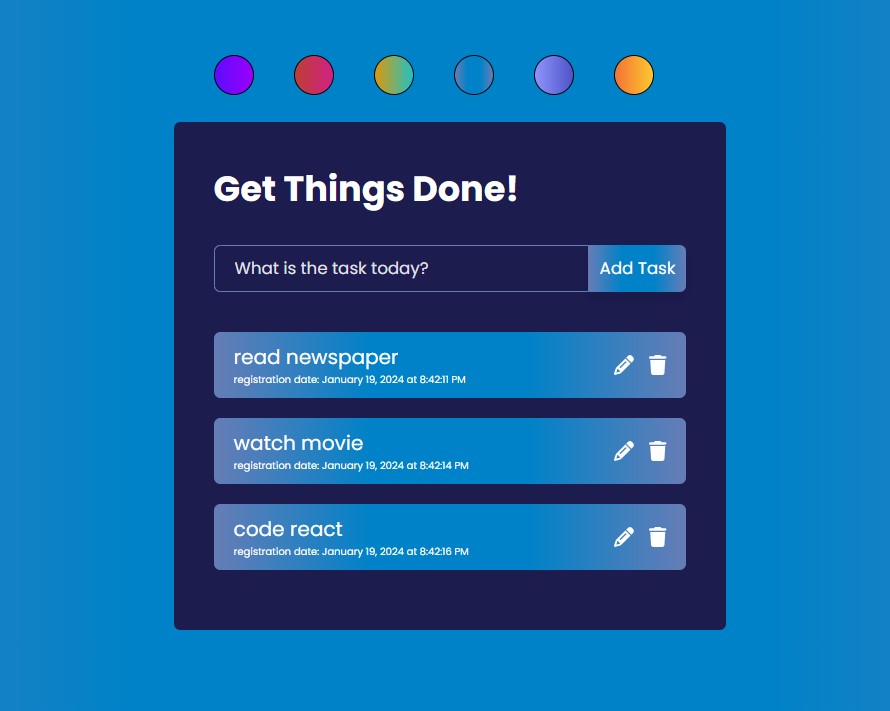 Get Things Done!
What is the task today?
Add Task
read newspaper
registration date: January 19, 2024 at 8:42:11 PM
watch movie
registration date: January 19, 2024 at 8:42:14 PM
code react
registration date: January 19, 2024 at 8:42:16 PM